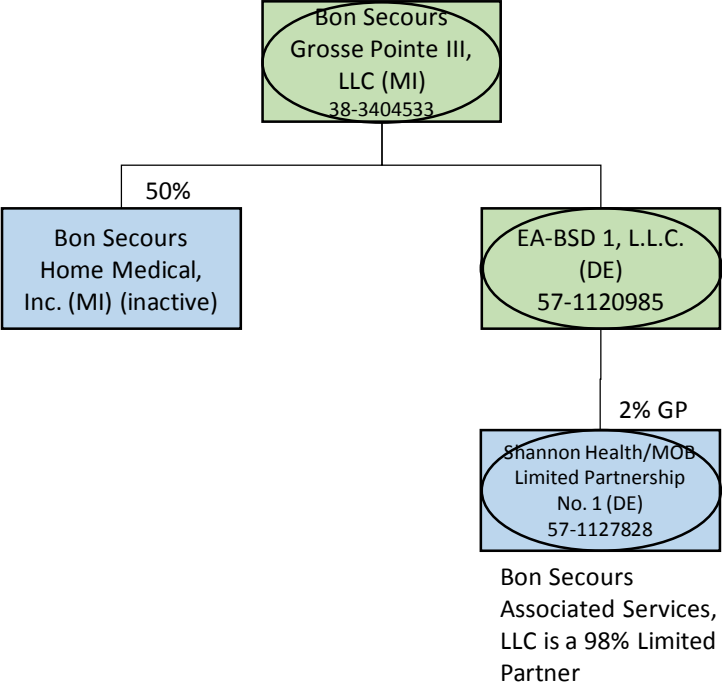 Bon Secours
Grosse Pointe III,
LLC (MI)
38-3404533
50%
Bon Secours
Home Medical,
Inc. (MI) (inactive)
EA-BSD 1, L.L.C.
(DE)
57-1120985
2% GP
Shannon Health/MOB
Limited Partnership
No. 1 (DE)
57-1127828
Bon Secours
Associated Services,
LLC is a 98% Limited
Partner